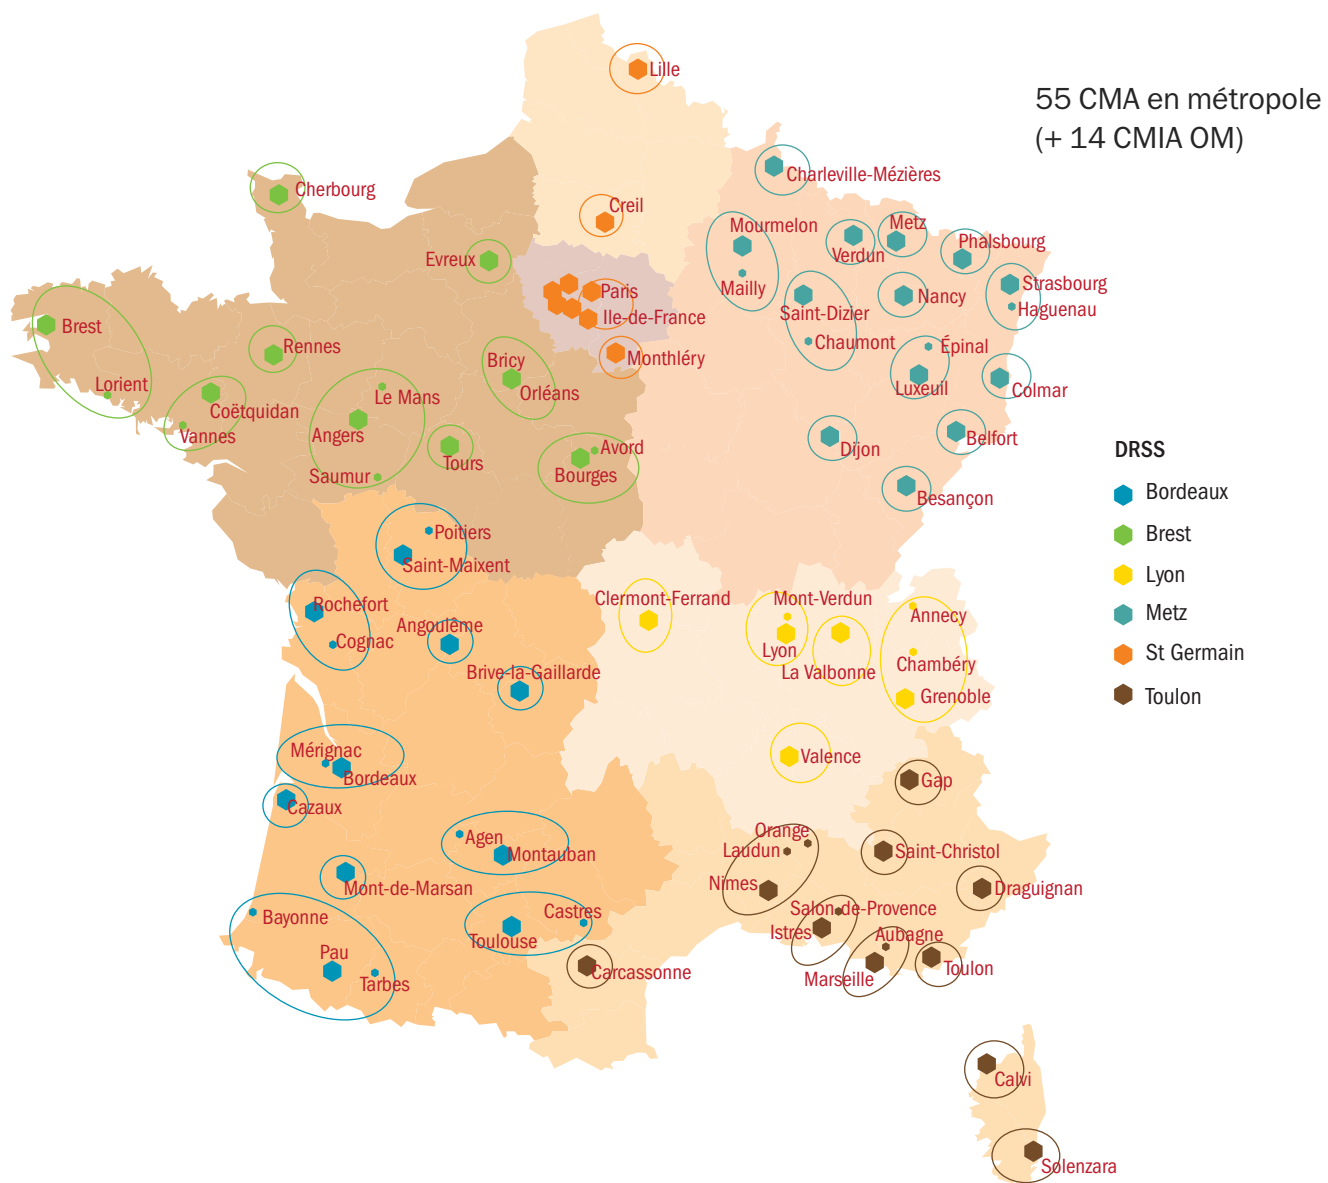 55 CMA en métropole
(+ 14 CMIA OM)
Lille
Charleville-Mézières
Cherbourg
Creil
Mourmelon
Metz
Verdun
Phalsbourg
Evreux
Mailly
Strasbourg
Paris
Nancy
Haguenau
Saint-Dizier
Ile-de-France
Brest
Chaumont
Épinal
Rennes
Monthléry
Bricy
Orléans
Luxeuil
Colmar
Lorient
Le Mans
Coëtquidan
Vannes
Angers
Belfort
Dijon
Avord
Tours
Bourges
Saumur
Besançon
DRSS
Bordeaux
Brest
Lyon
Metz
St Germain
Toulon
Poitiers
Saint-Maixent
Clermont-Ferrand
Mont-Verdun
Rochefort
Annecy
Angoulême
Cognac
Lyon
Chambéry
La Valbonne
Brive-la-Gaillarde
Grenoble
Mérignac
Valence
Bordeaux
Gap
Cazaux
Orange
Agen
Laudun
Saint-Christol
Montauban
Nimes
Mont-de-Marsan
Draguignan
Bayonne
Castres
Salon-de-Provence
Istres
Aubagne
Toulouse
Pau
Carcassonne
Toulon
Marseille
Tarbes
Calvi
Solenzara